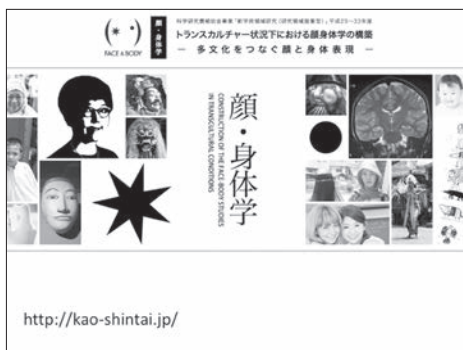 科学研究費補助金事業「新学術領域研究(研究領域提案型)」平成29〜33年度
トランスカルチャー状況下における顔身体学の構築
― 多文化をつなぐ顔と身体表現 ―
FACE & BODY
顔・身体学
顔・身体学
CONSTRUCTION OF THE FACE-BODY STUDIES
IN TRANSCULTURAL CONDITIONS
http://kao-shintai.jp/